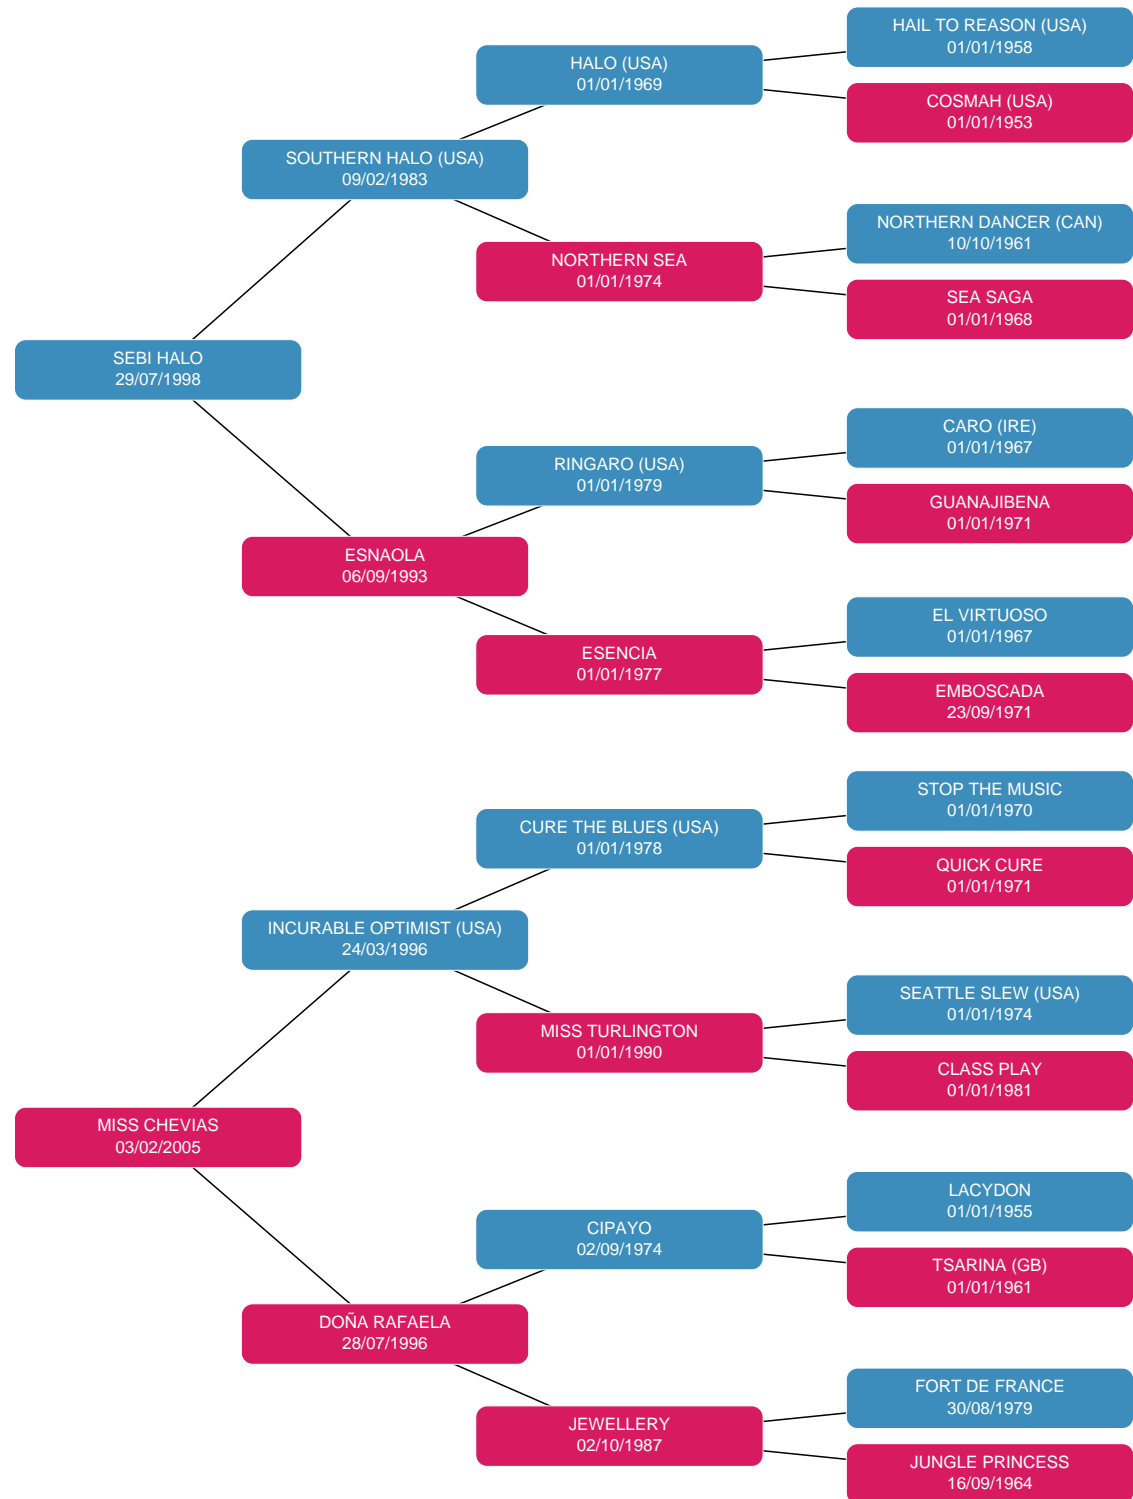 HAIL TO REASON (USA)
01/01/1958
HALO (USA)
01/01/1969
COSMAH (USA)
01/01/1953
SOUTHERN HALO (USA)
09/02/1983
NORTHERN DANCER (CAN)
10/10/1961
NORTHERN SEA
01/01/1974
SEA SAGA
01/01/1968
SEBI HALO
29/07/1998
CARO (IRE)
01/01/1967
RINGARO (USA)
01/01/1979
GUANAJIBENA
01/01/1971
ESNAOLA
06/09/1993
EL VIRTUOSO
01/01/1967
ESENCIA
01/01/1977
EMBOSCADA
23/09/1971
STOP THE MUSIC
01/01/1970
CURE THE BLUES (USA)
01/01/1978
QUICK CURE
01/01/1971
INCURABLE OPTIMIST (USA)
24/03/1996
SEATTLE SLEW (USA)
01/01/1974
MISS TURLINGTON
01/01/1990
CLASS PLAY
01/01/1981
MISS CHEVIAS
03/02/2005
LACYDON
01/01/1955
CIPAYO
02/09/1974
TSARINA (GB)
01/01/1961
DOÑA RAFAELA
28/07/1996
FORT DE FRANCE
30/08/1979
JEWELLERY
02/10/1987
JUNGLE PRINCESS
16/09/1964